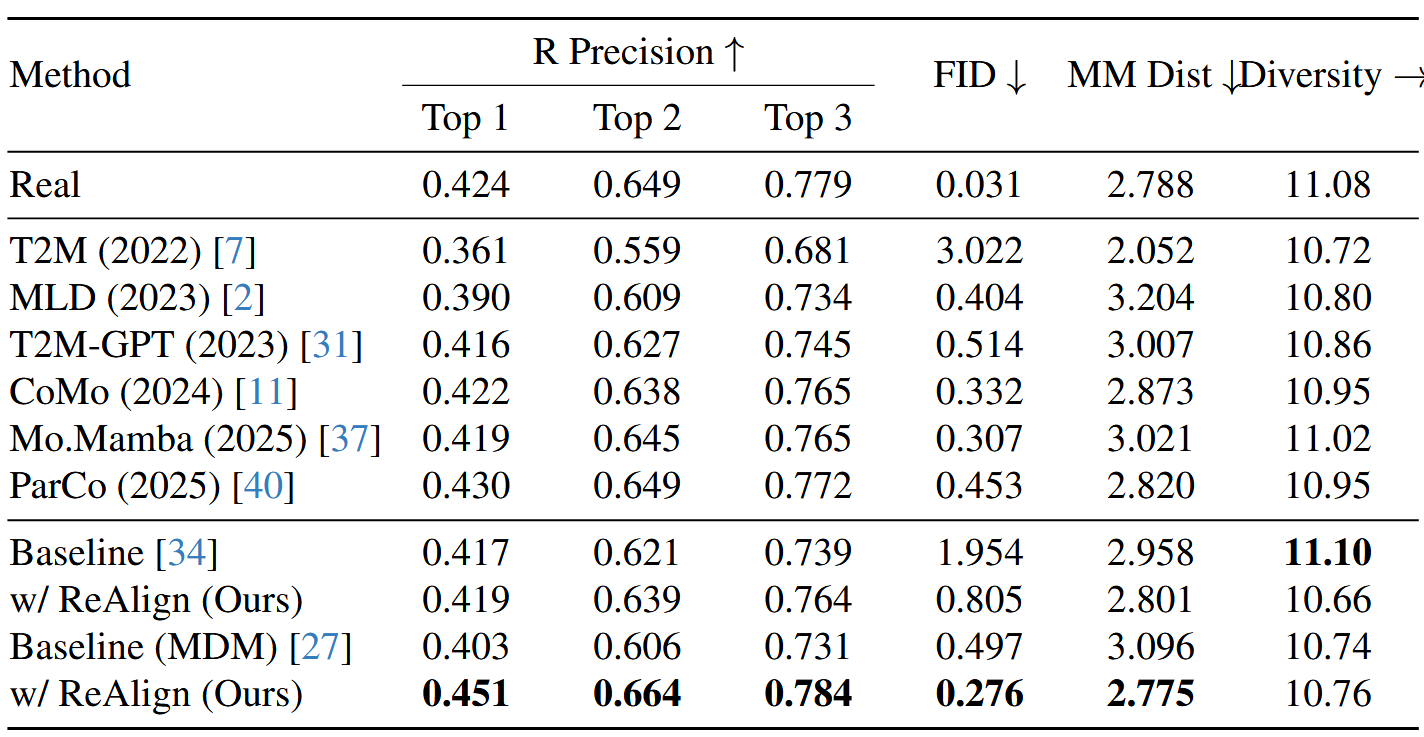 Method R Precision ↑ FID ↓ MM Dist ↓ Diversity →
Top 1 Top 2 Top 3
Real 0.424 0.649 0.779 0.031 2.788 11.08
T2M (2022) [7] 0.361 0.559 0.681 3.022 2.052 10.72
MLD (2023) [2] 0.390 0.609 0.734 0.404 3.204 10.80
T2M-GPT (2023) [31] 0.416 0.627 0.745 0.514 3.007 10.86
CoMo (2024) [11] 0.422 0.638 0.765 0.332 2.873 10.95
Mo.Mamba (2025) [37] 0.419 0.645 0.765 0.307 3.021 11.02
ParCo (2025) [40] 0.430 0.649 0.772 0.453 2.820 10.95
Baseline [34] 0.417 0.621 0.739 1.954 2.958 11.10
w/ ReAlign (Ours) 0.419 0.639 0.764 0.805 2.801 10.66
Baseline (MDM) [27] 0.403 0.606 0.731 0.497 3.096 10.74
w/ ReAlign (Ours) 0.451 0.664 0.784 0.276 2.775 10.76